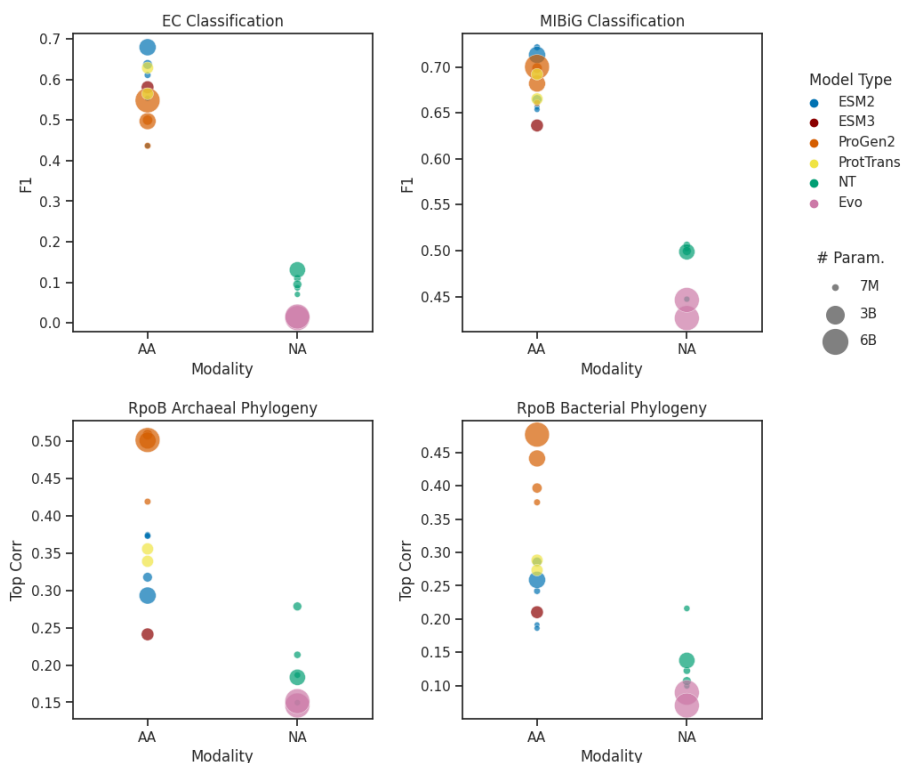 EC Classification
0.7
0.6
0.5
0.4
0.3
0.2
0.1
0.0
F1
AA
NA
Modality
MIBiG Classification
0.70
0.65
0.60
0.55
0.50
0.45
F1
AA
NA
Modality
Model Type
ESM2
ESM3
ProGen2
ProtTrans
NT
Evo
# Param.
7M
3B
6B
RpoB Archaeal Phylogeny
0.50
0.45
0.40
0.35
0.30
0.25
0.20
0.15
Top Corr
AA
NA
Modality
RpoB Bacterial Phylogeny
0.45
0.40
0.35
0.30
0.25
0.20
0.15
0.10
Top Corr
AA
NA
Modality